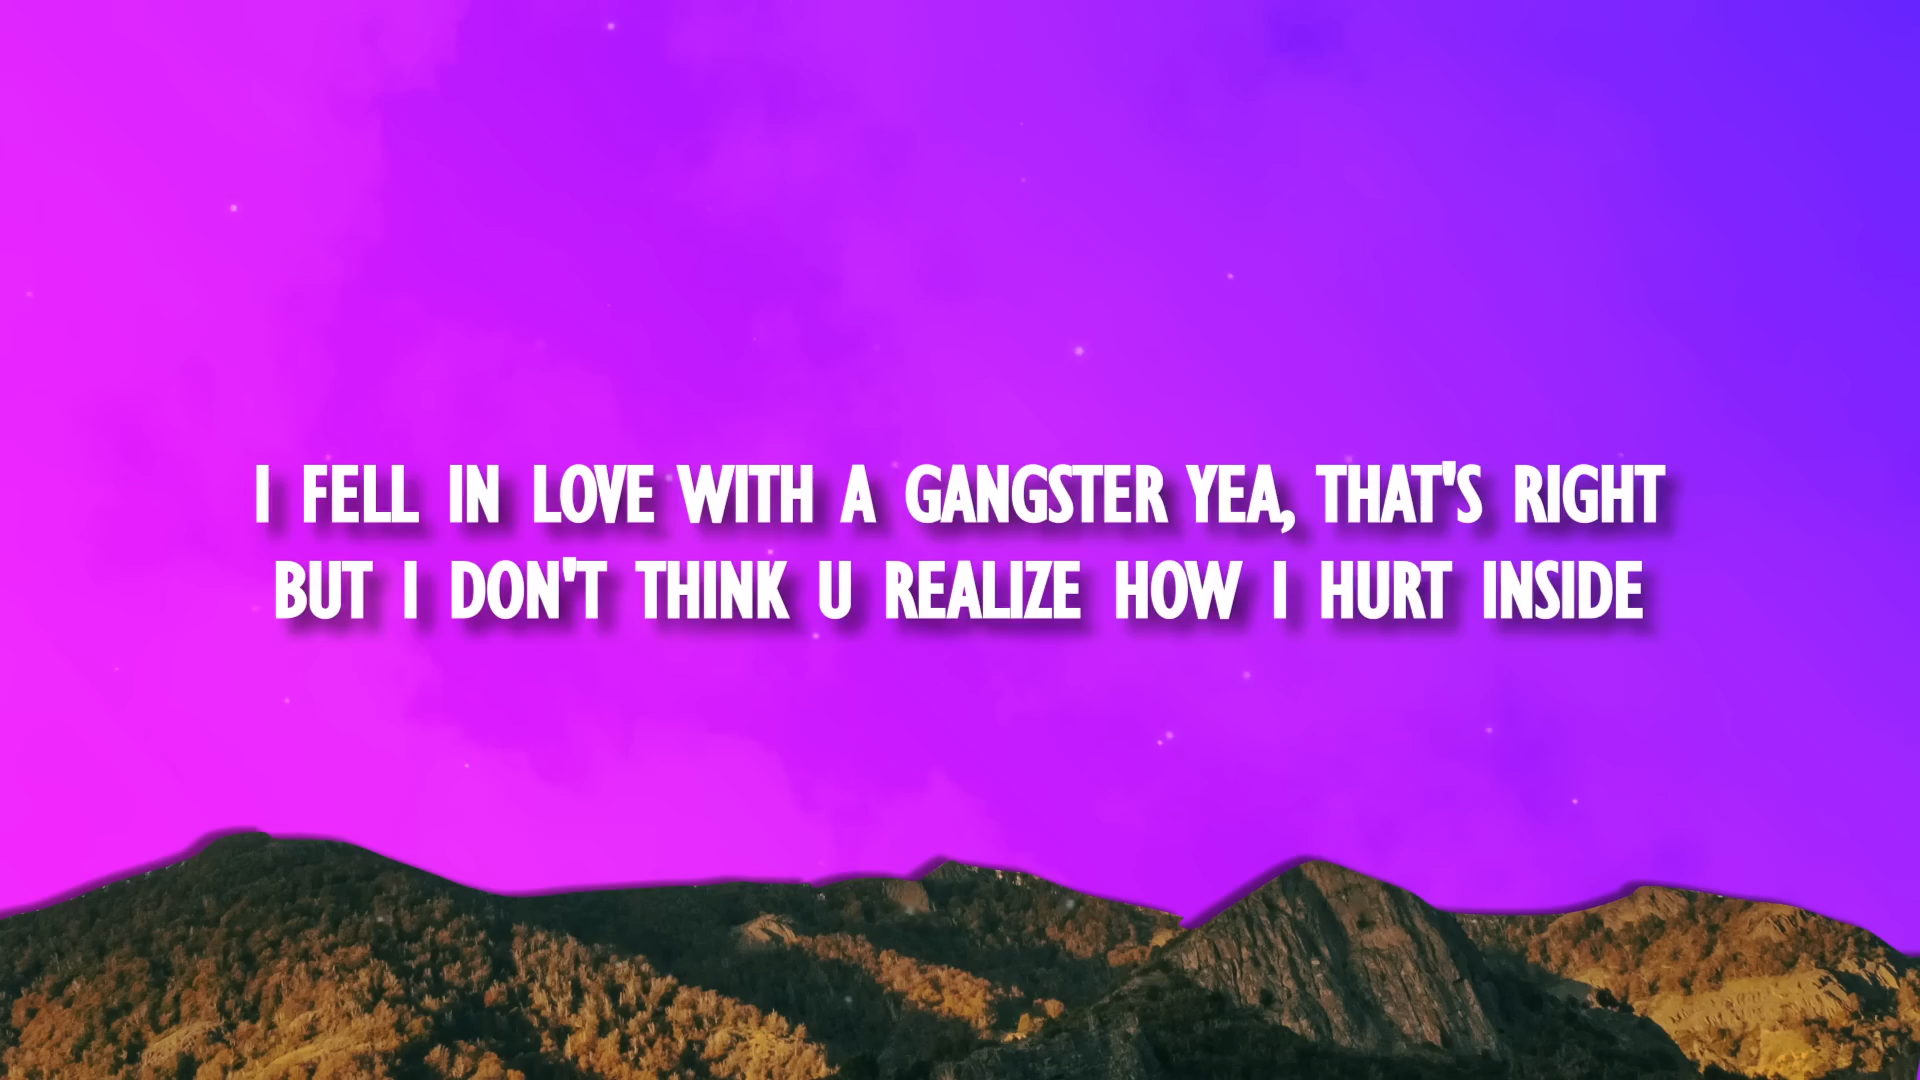 I FELL IN LOVE WITH A GANGSTER YEA, THAT'S RIGHT
BUT I DON'T THINK U REALIZE HOW I HURT INSIDE